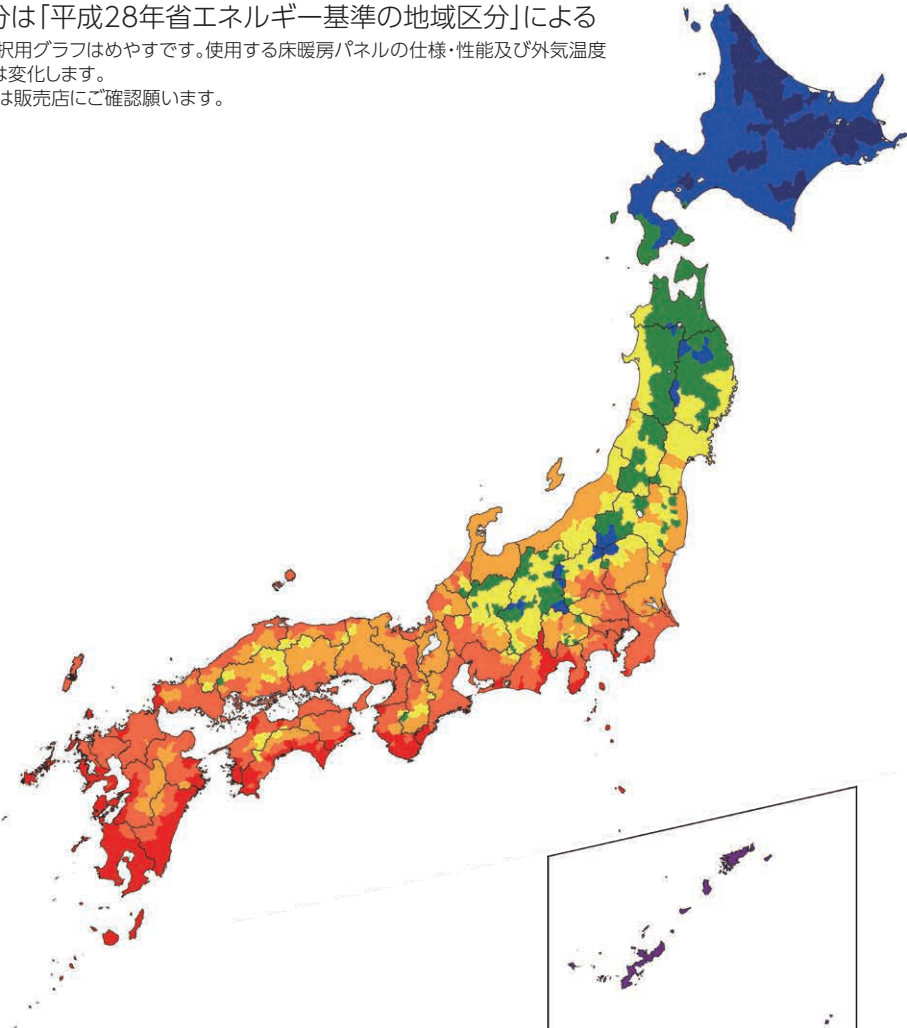 分は「平成28年省エネルギー基準の地域区分」による
択用グラフはめやすです。使用する床暖房パネルの仕様・性能及び外気温度
は変化します。
は販売店にご確認願います。